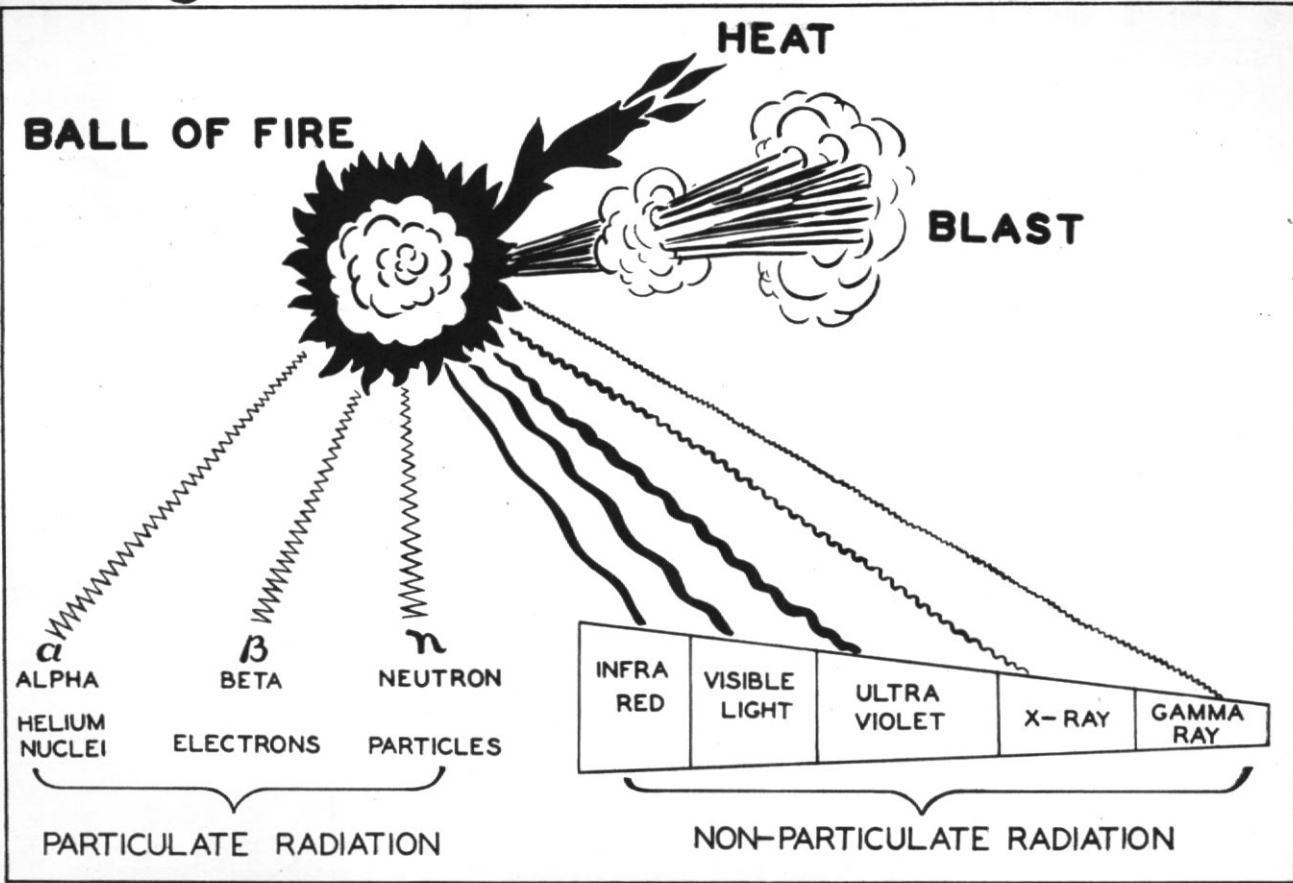 HEAT
BALL OF FIRE
BLAST
α
β
n
ALPHA
BETA
NEUTRON
HELIUM
NUCLEI
ELECTRONS
PARTICLES
PARTICULATE RADIATION
INFRA
RED
VISIBLE
LIGHT
ULTRA
VIOLET
X-RAY
GAMMA
RAY
NON-PARTICULATE RADIATION